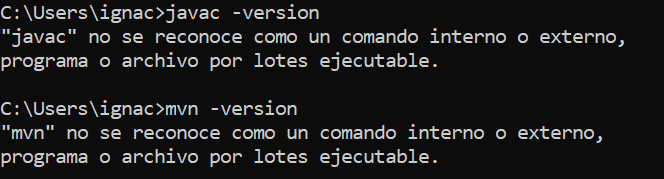 C:\Users\ignac>javac -version
"javac" no se reconoce como un comando interno o externo,
programa o archivo por lotes ejecutable.
C:\Users\ignac>mvn -version
"mvn" no se reconoce como un comando interno o externo,
programa o archivo por lotes ejecutable.